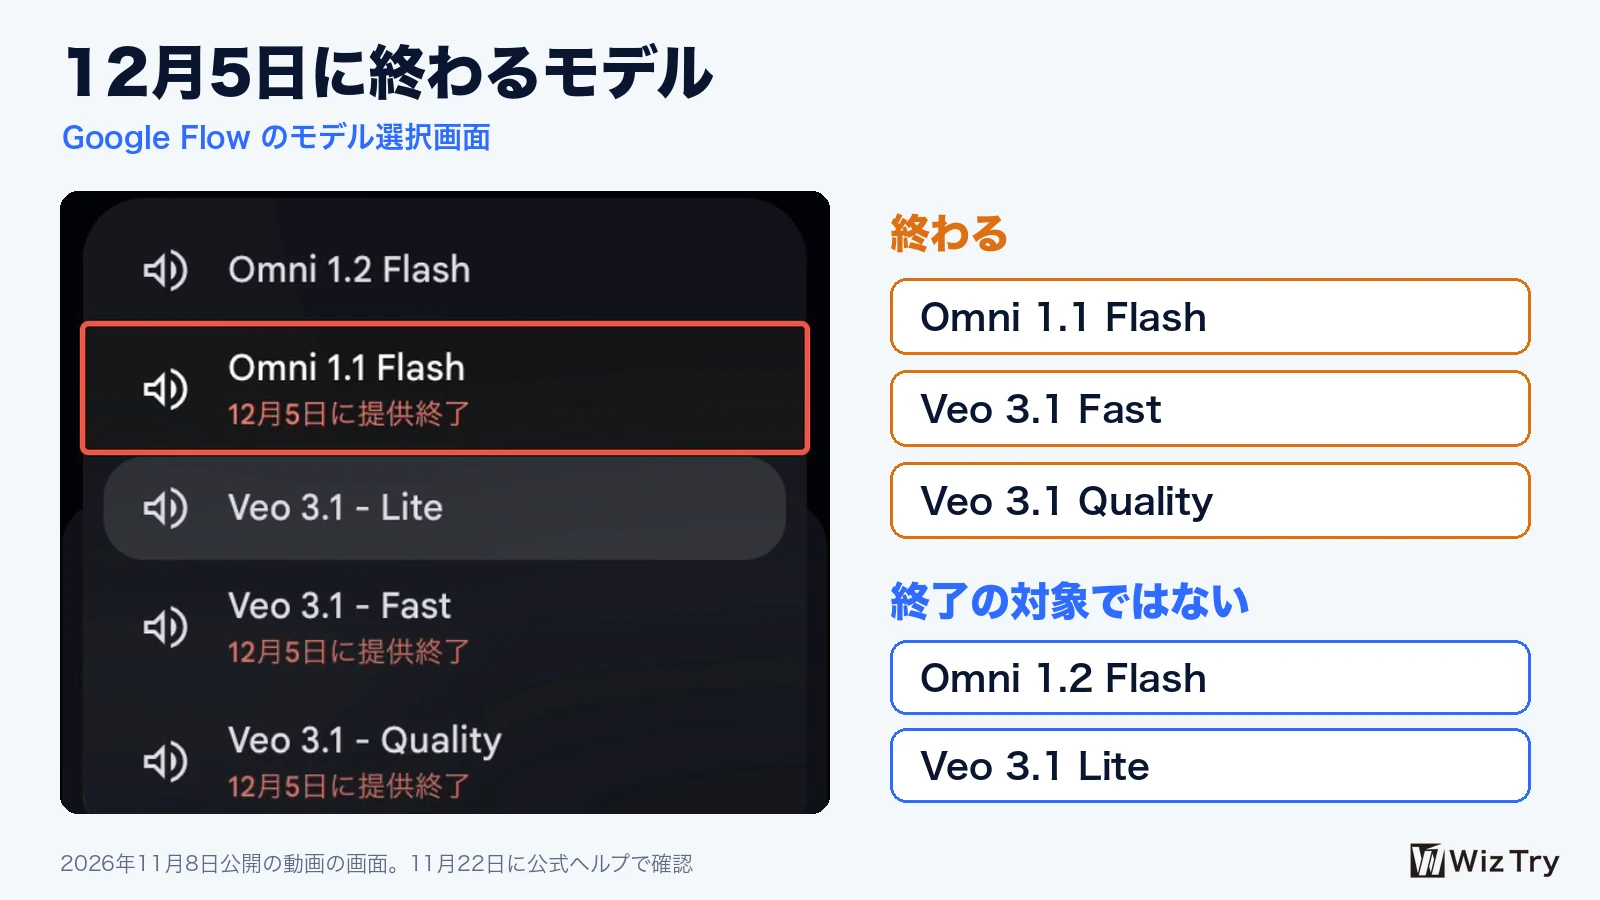 12月5日に終わるモデル
Google Flow のモデル選択画面
Omni 1.2 Flash
Omni 1.1 Flash
12月5日に提供終了
Veo 3.1 - Lite
Veo 3.1 - Fast
12月5日に提供終了
Veo 3.1 - Quality
12月5日に提供終了
終わる
Omni 1.1 Flash
Veo 3.1 Fast
Veo 3.1 Quality
終了の対象ではない
Omni 1.2 Flash
Veo 3.1 Lite
2026年11月8日公開の動画の画面。11月22日に公式ヘルプで確認
Wiz Try